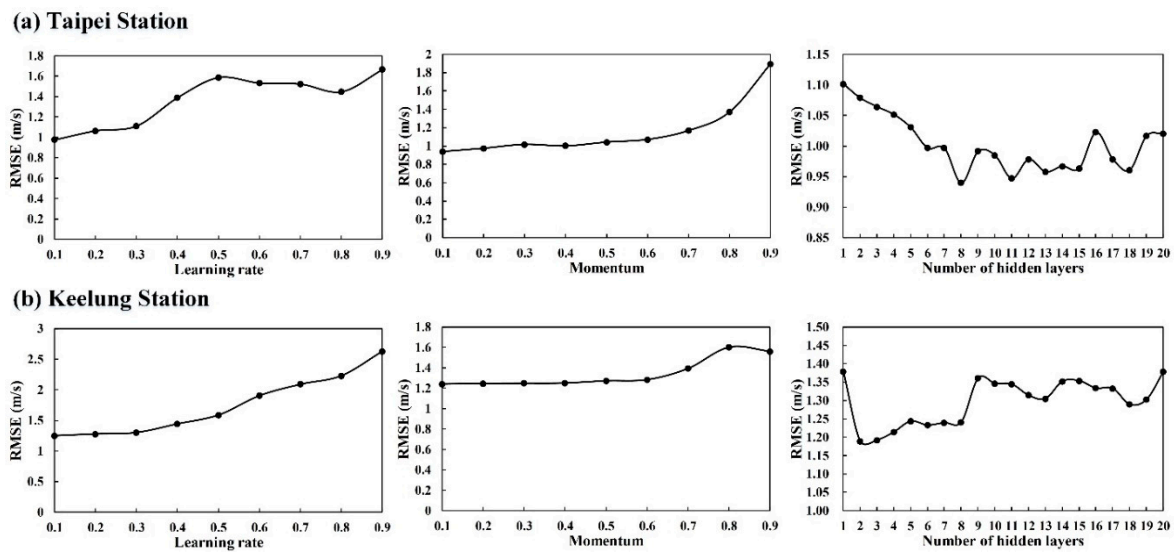 (a) Taipei Station
RMSE (m/s)
1.8
1.6
1.4
1.2
1
0.8
0.6
0.4
0.2
0
0.1 0.2 0.3 0.4 0.5 0.6 0.7 0.8 0.9
Learning rate
RMSE (m/s)
2
1.8
1.6
1.4
1.2
1
0.8
0.6
0.4
0.2
0
0.1 0.2 0.3 0.4 0.5 0.6 0.7 0.8 0.9
Momentum
RMSE (m/s)
1.15
1.10
1.05
1.00
0.95
0.90
0.85
1 2 3 4 5 6 7 8 9 10 11 12 13 14 15 16 17 18 19 20
Number of hidden layers
(b) Keelung Station
RMSE (m/s)
3
2.5
2
1.5
1
0.5
0
0.1 0.2 0.3 0.4 0.5 0.6 0.7 0.8 0.9
Learning rate
RMSE (m/s)
1.8
1.6
1.4
1.2
1
0.8
0.6
0.4
0.2
0
0.1 0.2 0.3 0.4 0.5 0.6 0.7 0.8 0.9
Momentum
RMSE (m/s)
1.50
1.45
1.40
1.35
1.30
1.25
1.20
1.15
1.10
1.05
1.00
1 2 3 4 5 6 7 8 9 10 11 12 13 14 15 16 17 18 19 20
Number of hidden layers